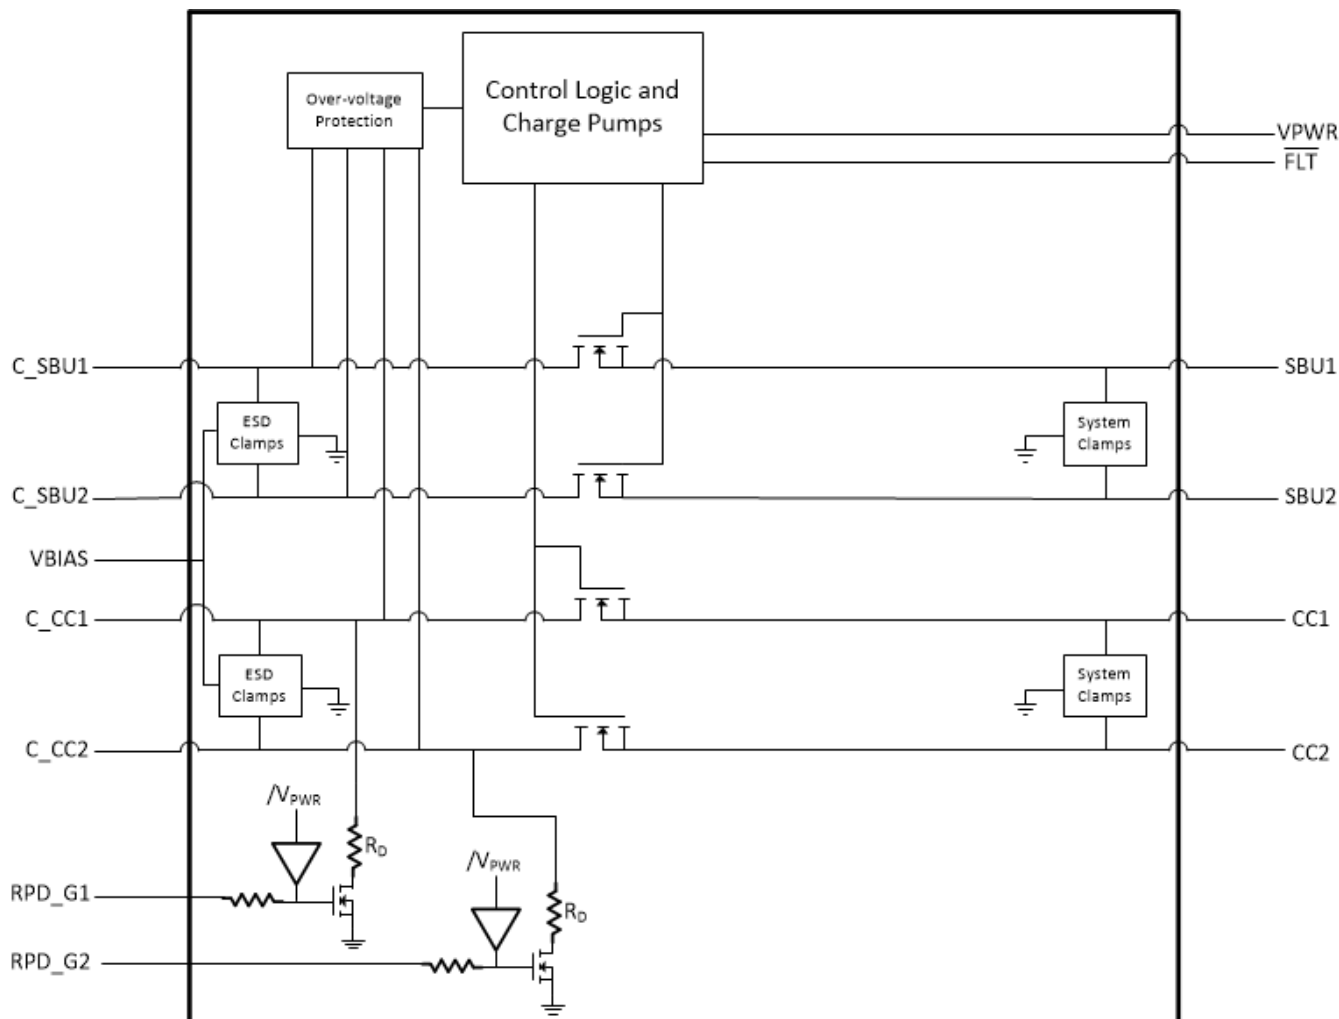 Control Logic and
Charge Pumps
Over-voltage
Protection
VPWR
FLT
C_SBU1
SBU1
ESD
Clamps
System
Clamps
C_SBU2
SBU2
VBIAS
C_CC1
CC1
ESD
Clamps
System
Clamps
C_CC2
CC2
/VPWR
RD
/VPWR
RPD_G1
RD
RPD_G2